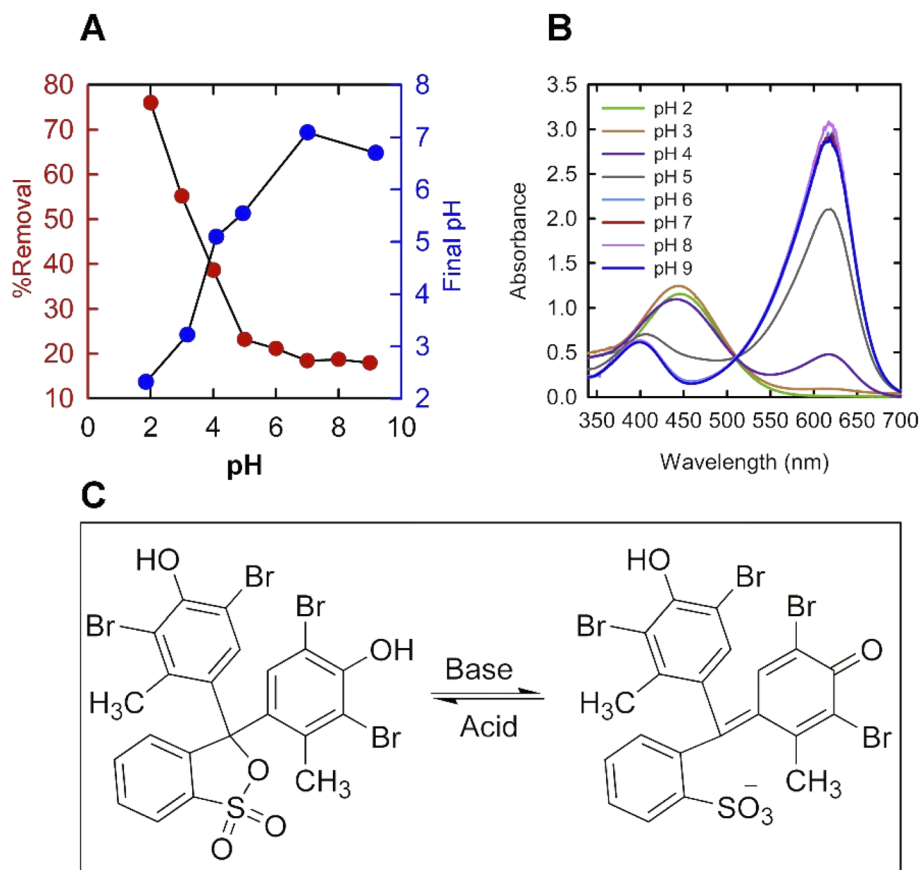 A
B
80
70
60
50
40
30
20
10
%Removal
8
7
6
5
4
3
2
Final pH
0 2 4 6 8 10
pH
3.5
3.0
2.5
2.0
1.5
1.0
0.5
0.0
Absorbance
pH 2
pH 3
pH 4
pH 5
pH 6
pH 7
pH 8
pH 9
350 400 450 500 550 600 650 700
Wavelength (nm)
C
HO
Br
Br
Br
OH
H₃C
Br
CH₃
O
S
O
O
Base
Acid
HO
Br
Br
Br
O
H₃C
Br
CH₃
SO₃⁻